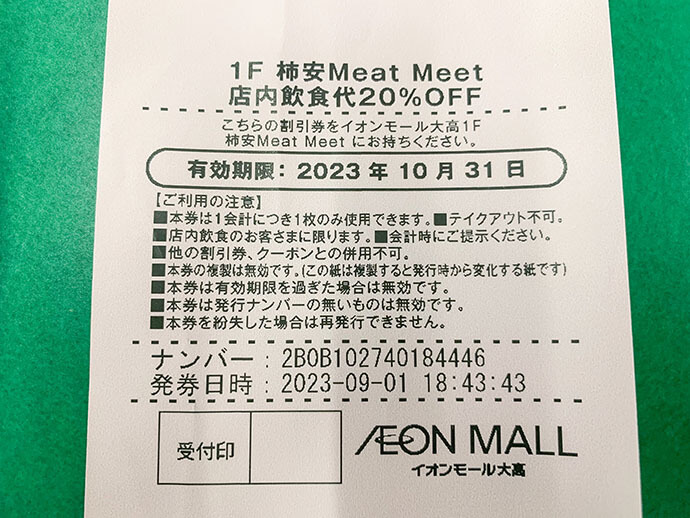 1F 柿安Meat Meet
店内飲食代20%OFF
こちらの割引券をイオンモール大高1F
柿安Meat Meet にお持ちください。
有効期限: 2023 年 10 月 31 日
【ご利用の注意】
■本券は1会計につき1枚のみ使用できます。■テイクアウト不可。
■店内飲食のお客さまに限ります。■会計時にご提示ください。
■他の割引券、クーポンとの併用不可。
■本券の複製は無効です。(この紙は複製すると発行時から変化する紙です)
■本券は有効期限を過ぎた場合は無効です。
■本券は発行ナンバーの無いものは無効です。
■本券を紛失した場合は再発行できません。
ナンバー : 2B0B102740184446
発券日時 : 2023-09-01 18:43:43
受付印
ÆON MALL
イオンモール大高